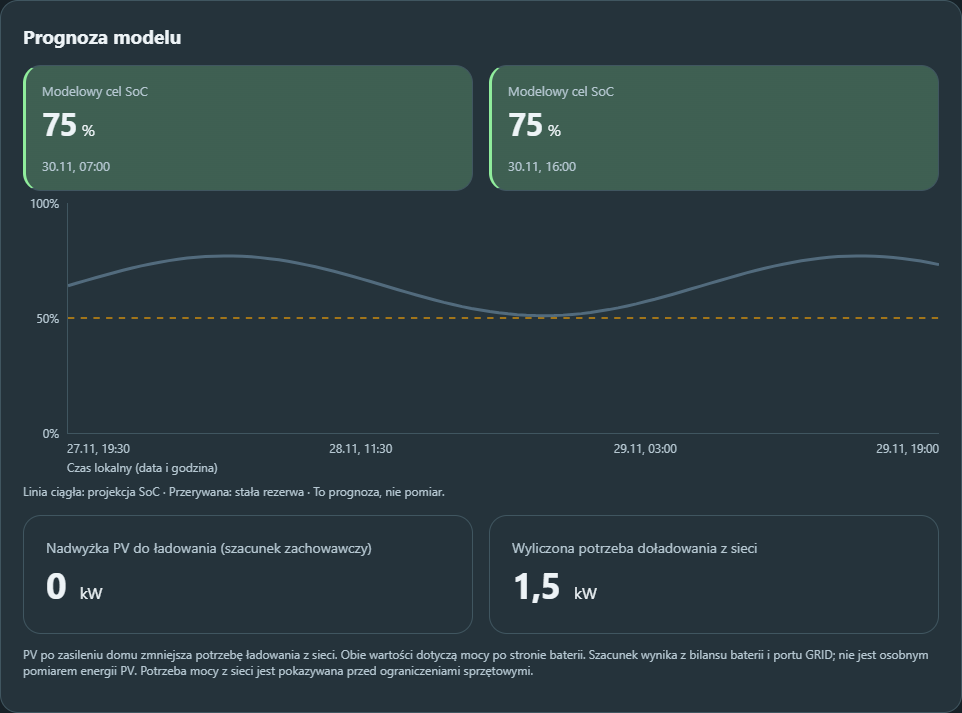 Prognoza modelu
Modelowy cel SoC
75 %
30.11, 07:00
Modelowy cel SoC
75 %
30.11, 16:00
100%
50%
0%
27.11, 19:30
28.11, 11:30
29.11, 03:00
29.11, 19:00
Czas lokalny (data i godzina)
Linia ciągła: projekcja SoC · Przerywana: stała rezerwa · To prognoza, nie pomiar.
Nadwyżka PV do ładowania (szacunek zachowawczy)
0 kW
Wyliczona potrzeba doładowania z sieci
1,5 kW
PV po zasileniu domu zmniejsza potrzebę ładowania z sieci. Obie wartości dotyczą mocy po stronie baterii. Szacunek wynika z bilansu baterii i portu GRID; nie jest osobnym
pomiarem energii PV. Potrzeba mocy z sieci jest pokazywana przed ograniczeniami sprzętowymi.